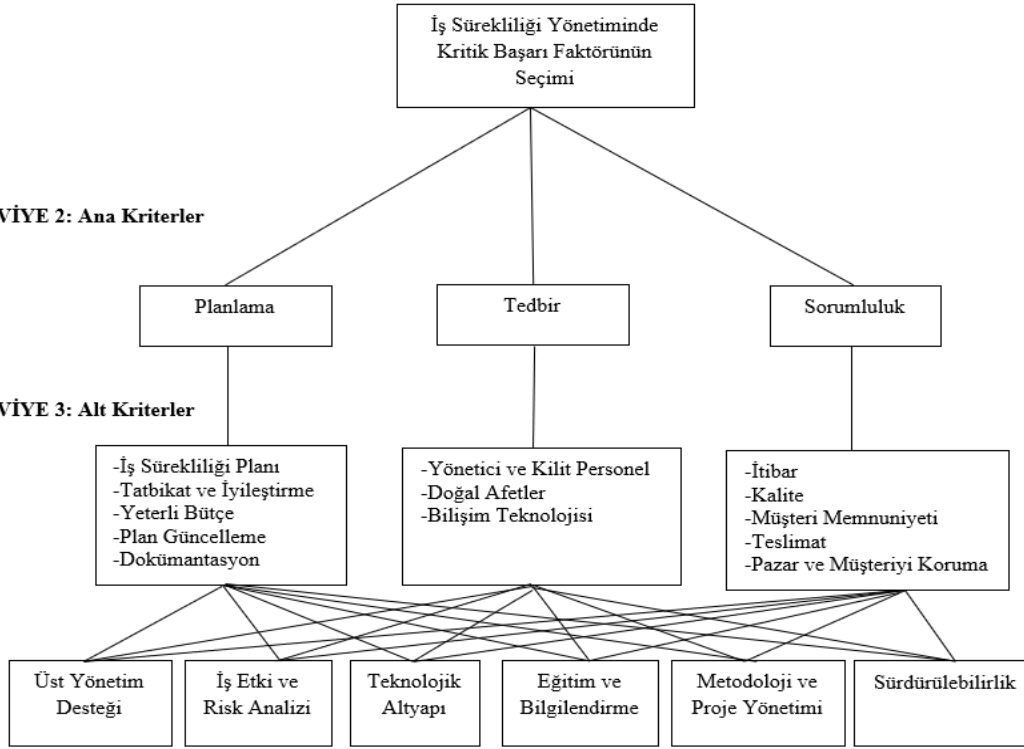 İş Sürekliliği Yönetiminde
Kritik Başarı Faktörünün
Seçimi
VİYE 2: Ana Kriterler
Planlama
Tedbir
Sorumluluk
VİYE 3: Alt Kriterler
-İş Sürekliliği Planı
-Tatbikat ve İyileştirme
-Yeterli Bütçe
-Plan Güncelleme
-Dokümantasyon
-Yönetici ve Kilit Personel
-Doğal Afetler
-Bilişim Teknolojisi
-İtibar
-Kalite
-Müşteri Memnuniyeti
-Teslimat
-Pazar ve Müşteriyi Koruma
Üst Yönetim
Desteği
İş Etki ve
Risk Analizi
Teknolojik
Altyapı
Eğitim ve
Bilgilendirme
Metodoloji ve
Proje Yönetimi
Sürdürülebilirlik